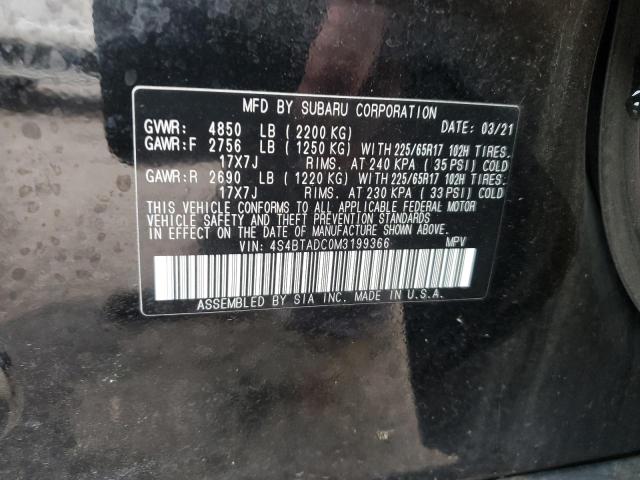 MFD BY SUBARU CORPORATION
GVWR: 4850 LB ( 2200 KG) DATE: 03/21
GAWR:F 2756 LB ( 1250 KG) WITH 225/65R17 102H TIRES.
17X7J RIMS. AT 240 KPA ( 35 PSI) COLD
GAWR:R 2690 LB ( 1220 KG) WITH 225/65R17 102H TIRES.
17X7J RIMS. AT 230 KPA ( 33 PSI) COLD
THIS VEHICLE CONFORMS TO ALL APPLICABLE FEDERAL MOTOR
VEHICLE SAFETY AND THEFT PREVENTION STANDARDS
IN EFFECT ON THE DATE OF MANUFACTURE SHOWN ABOVE.
VIN: 4S4BTADC0M3199366 MPV
ASSEMBLED BY SIA INC. MADE IN U.S.A.